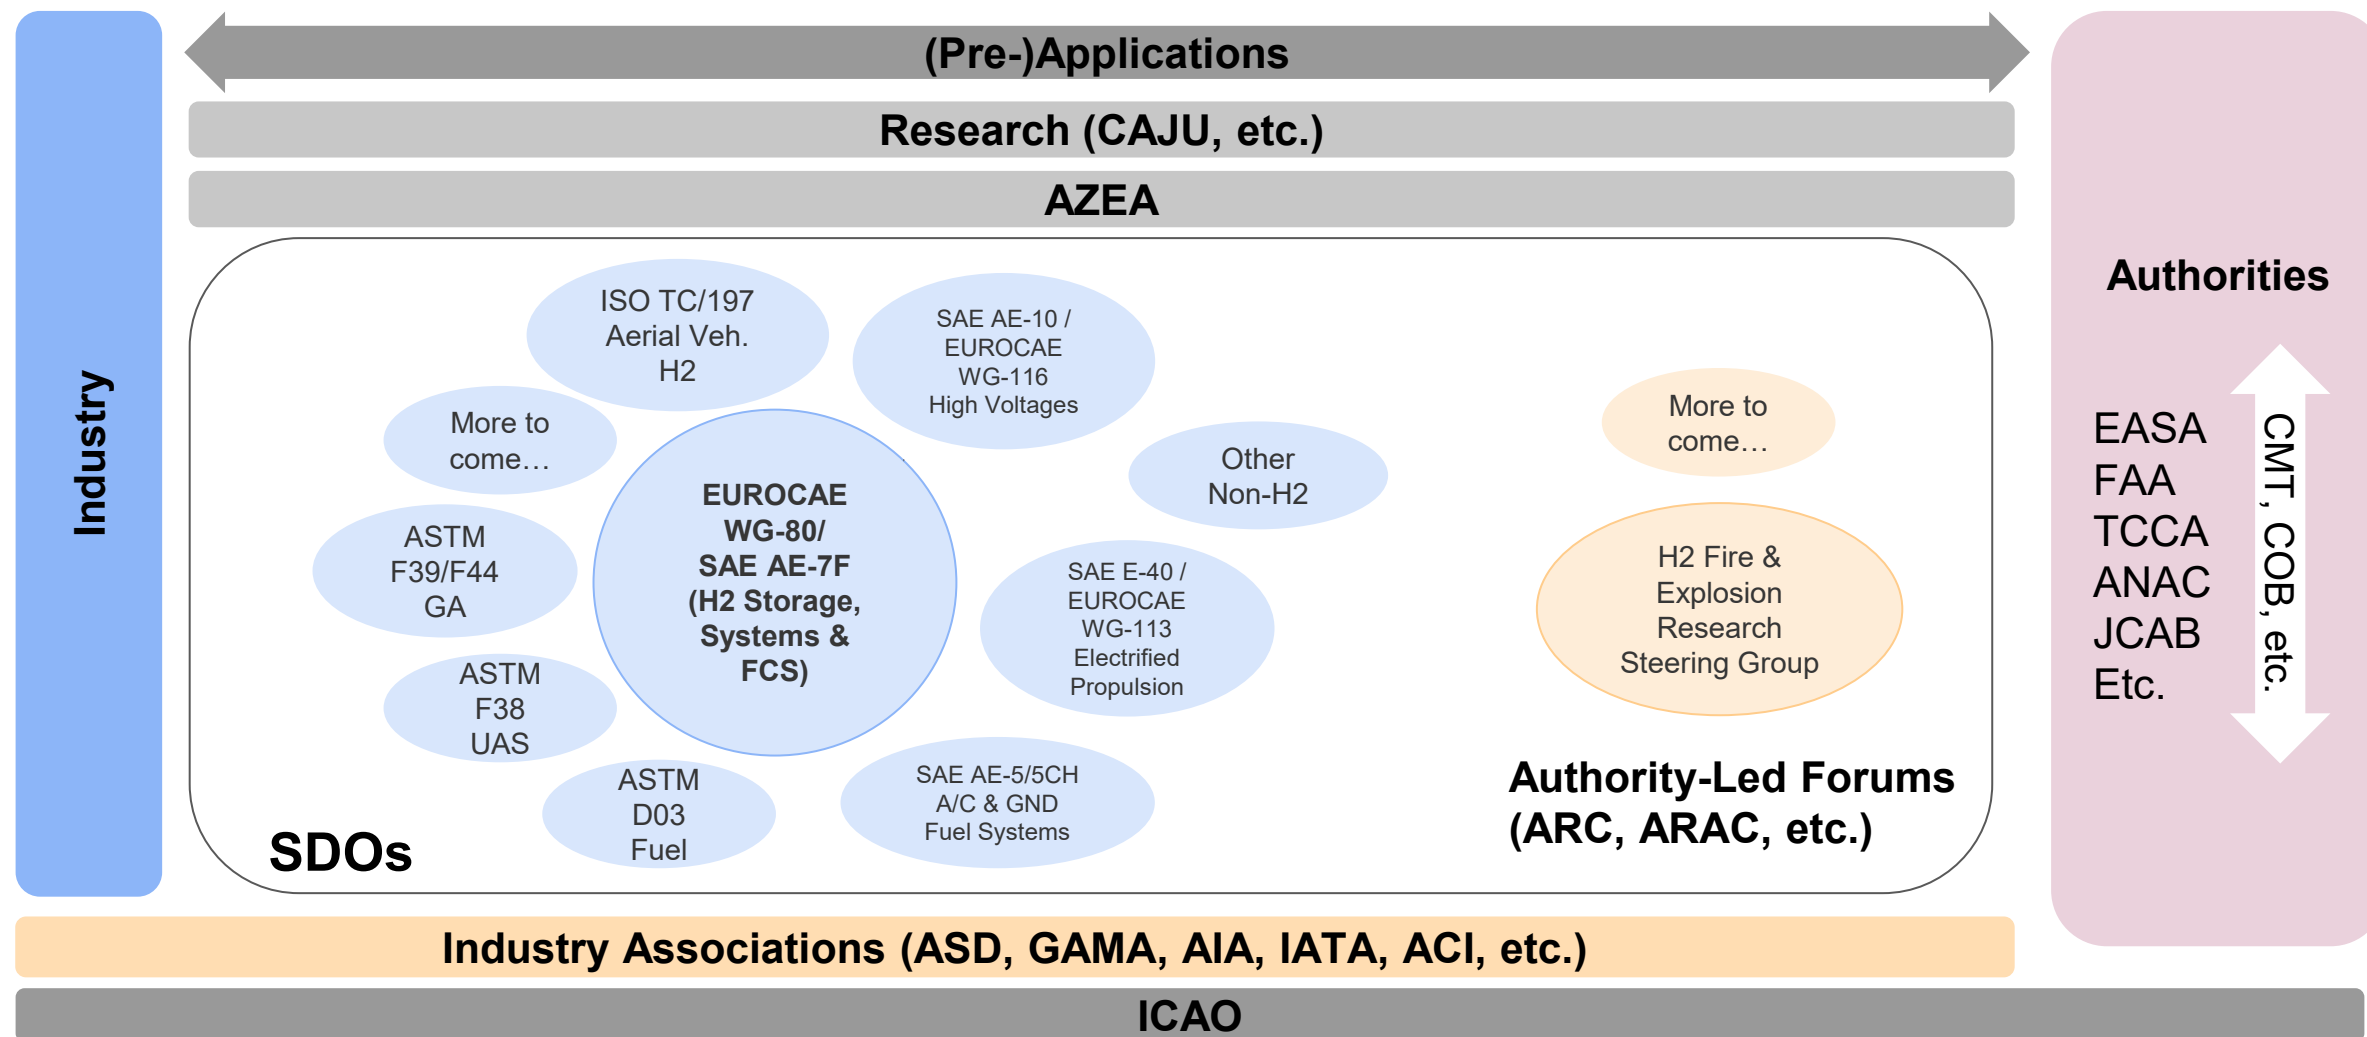 (Pre-)Applications
Research (CAJU, etc.)
AZEA
Industry
ISO TC/197
Aerial Veh.
H2
SAE AE-10 /
EUROCAE
WG-116
High Voltages
More to
come…
Other
Non-H2
EUROCAE
WG-80/
SAE AE-7F
(H2 Storage,
Systems &
FCS)
ASTM
F39/F44
GA
SAE E-40 /
EUROCAE
WG-113
Electrified
Propulsion
ASTM
F38
UAS
ASTM
D03
Fuel
SAE AE-5/5CH
A/C & GND
Fuel Systems
SDOs
More to
come…
H2 Fire &
Explosion
Research
Steering Group
Authority-Led Forums
(ARC, ARAC, etc.)
Authorities
EASA
FAA
TCCA
ANAC
JCAB
Etc.
CMT, COB, etc.
Industry Associations (ASD, GAMA, AIA, IATA, ACI, etc.)
ICAO